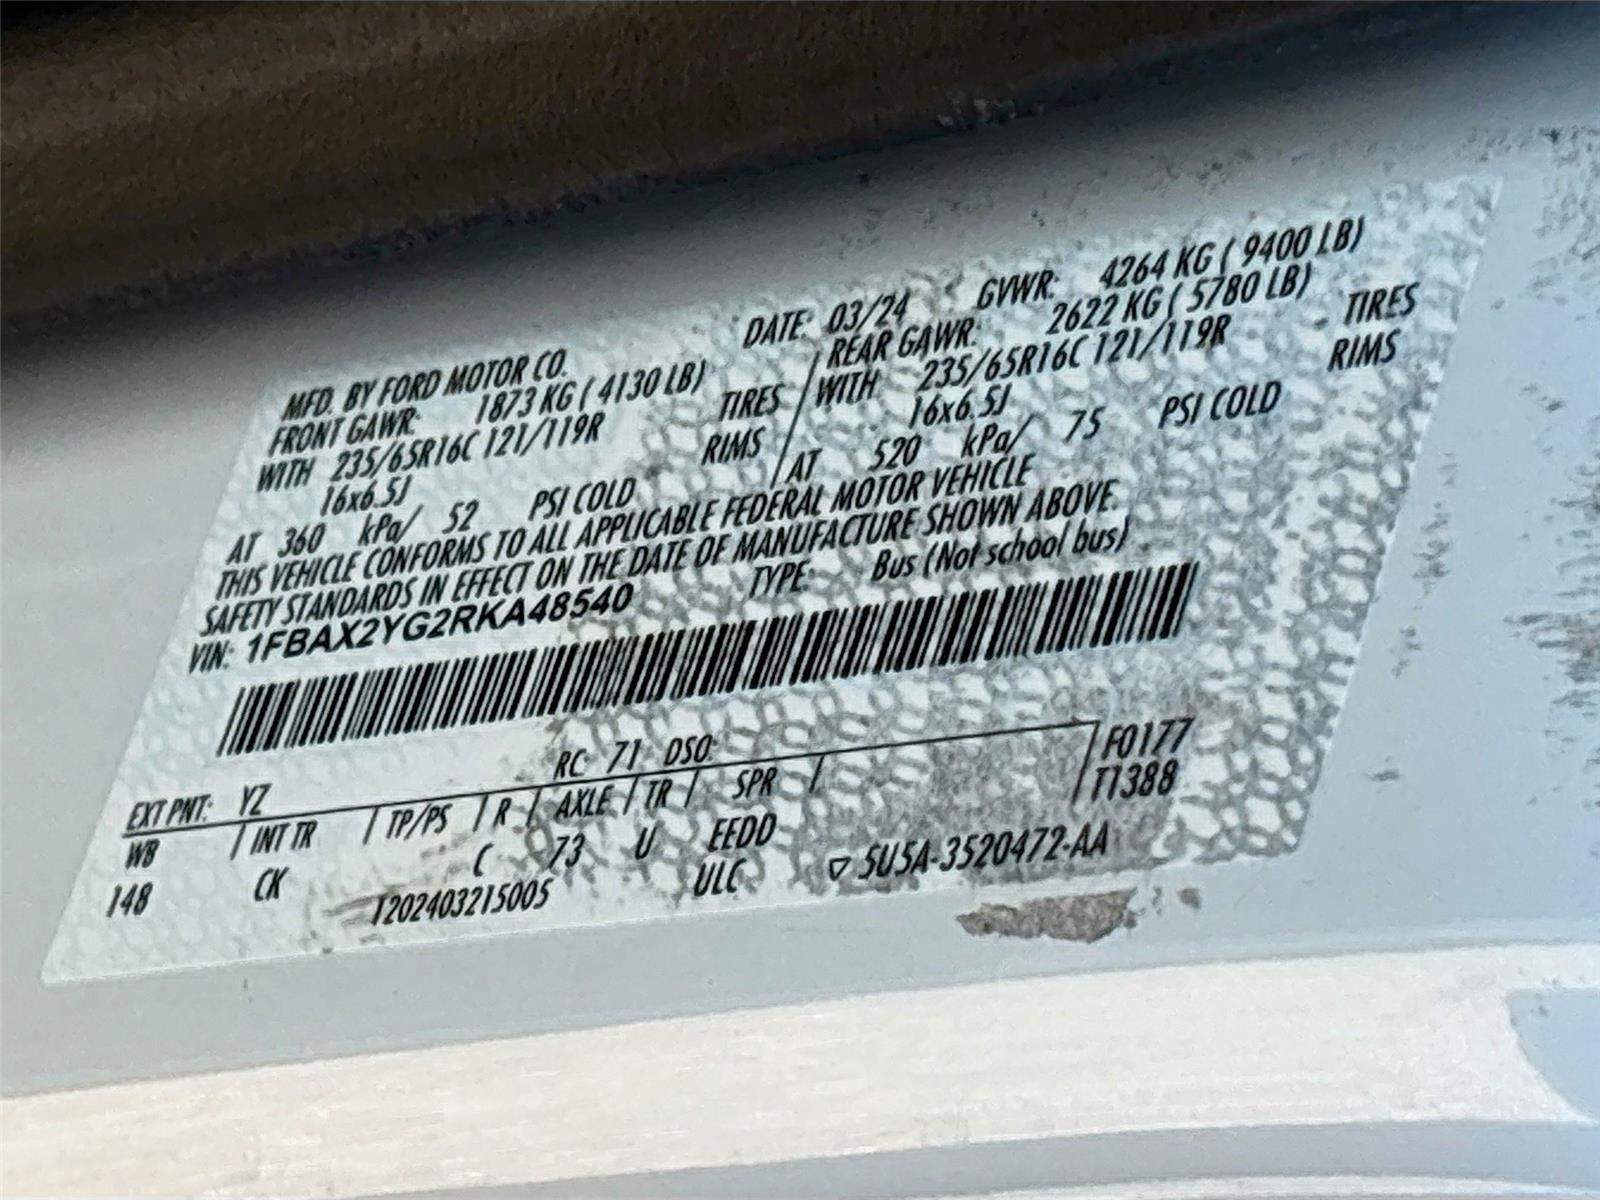 MFD. BY FORD MOTOR CO. DATE: 03/24 GVWR: 4264 KG ( 9400 LB)
FRONT GAWR: 1873 KG ( 4130 LB) / REAR GAWR: 2622 KG ( 5780 LB)
WITH 235/65R16C 121/119R TIRES / WITH 235/65R16C 121/119R TIRES
16x6.5J RIMS / 16x6.5J RIMS
AT 360 kPa/ 52 PSI COLD / AT 520 kPa/ 75 PSI COLD
THIS VEHICLE CONFORMS TO ALL APPLICABLE FEDERAL MOTOR VEHICLE
SAFETY STANDARDS IN EFFECT ON THE DATE OF MANUFACTURE SHOWN ABOVE.
VIN: 1FBAX2YG2RKA48540 TYPE: Bus (Not school bus)
EXT PNT: YZ RC: 71 DSO: F0177
WB / INT TR / TP/PS / R / AXLE / TR / SPR / / T1388
148 CK C 73 U EEDD
1202403215005 ULC ▽ 5U5A-3520472-AA